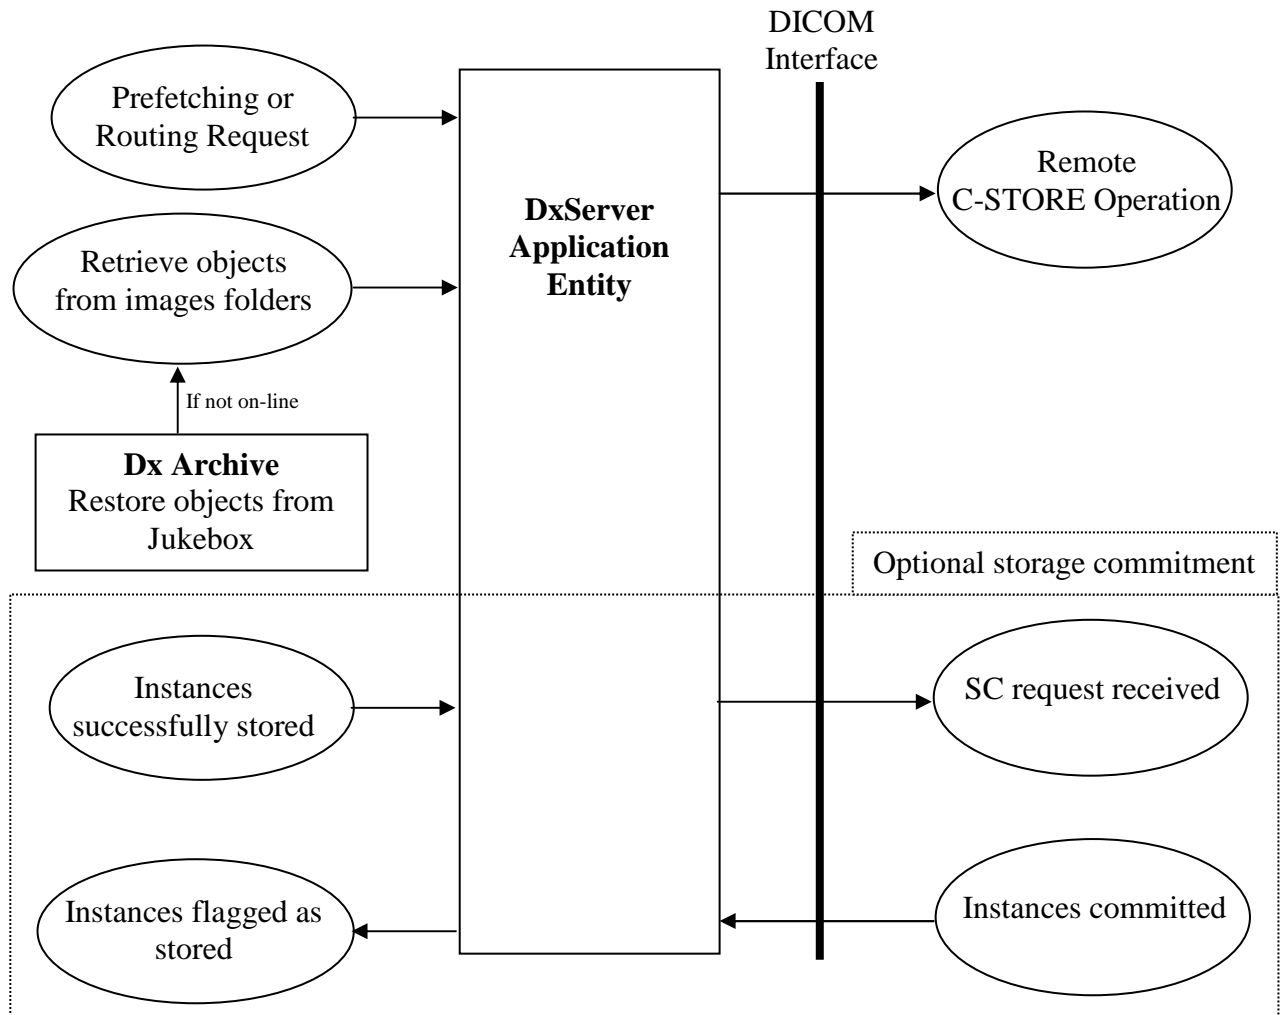 DICOM
Interface
Prefetching or
Routing Request
Remote
C-STORE Operation
DxServer
Application
Entity
Retrieve objects
from images folders
If not on-line
Dx Archive
Restore objects from
Jukebox
Optional storage commitment
Instances
successfully stored
SC request received
Instances flagged as
stored
Instances committed